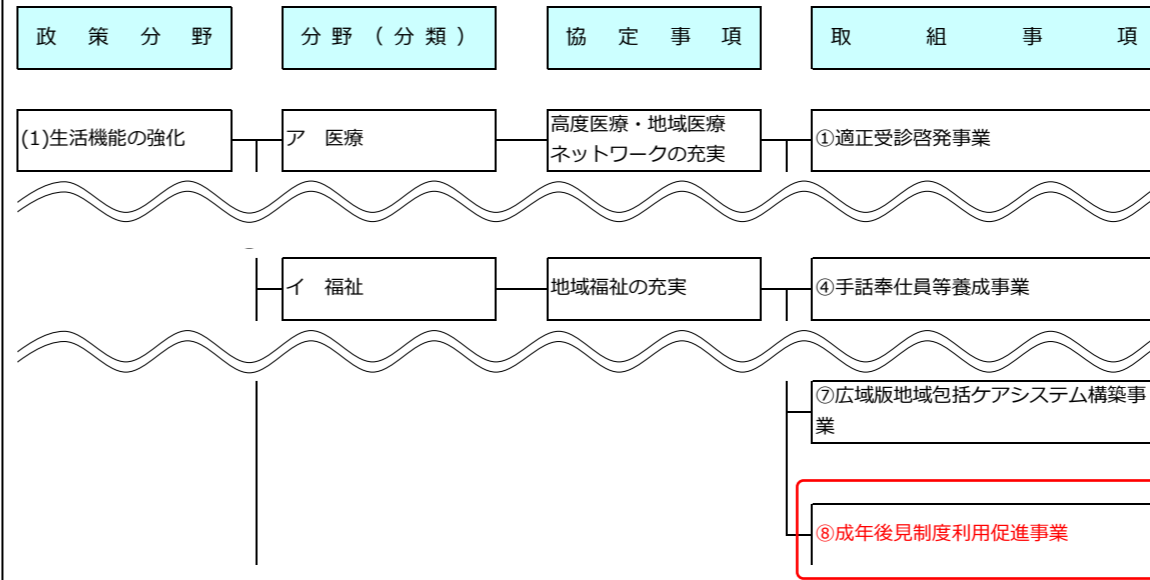 政策分野
分野(分類)
協定事項
取組事項
(1)生活機能の強化
ア 医療
高度医療・地域医療
ネットワークの充実
①適正受診啓発事業
イ 福祉
地域福祉の充実
④手話奉仕員等養成事業
⑦広域版地域包括ケアシステム構築事
業
⑧成年後見制度利用促進事業